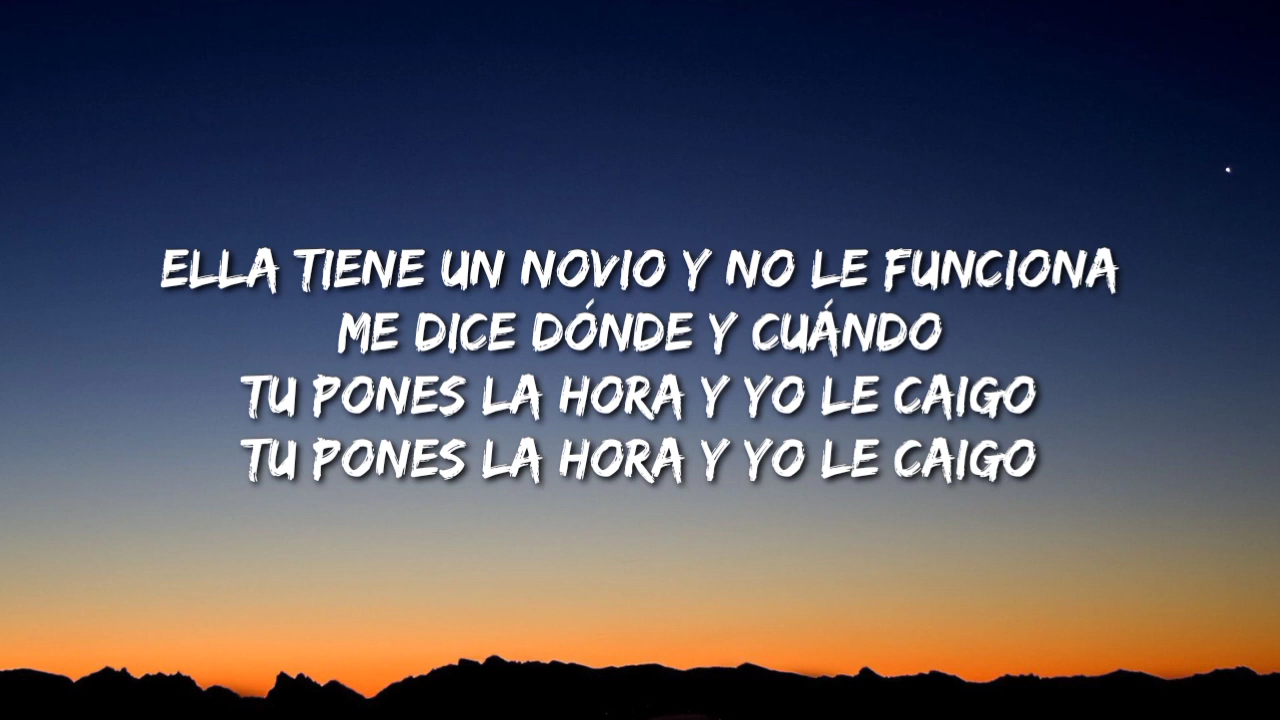 ELLA TIENE UN NOVIO Y NO LE FUNCIONA
ME DICE DÓNDE Y CUÁNDO
TU PONES LA HORA Y YO LE CAIGO
TU PONES LA HORA Y YO LE CAIGO